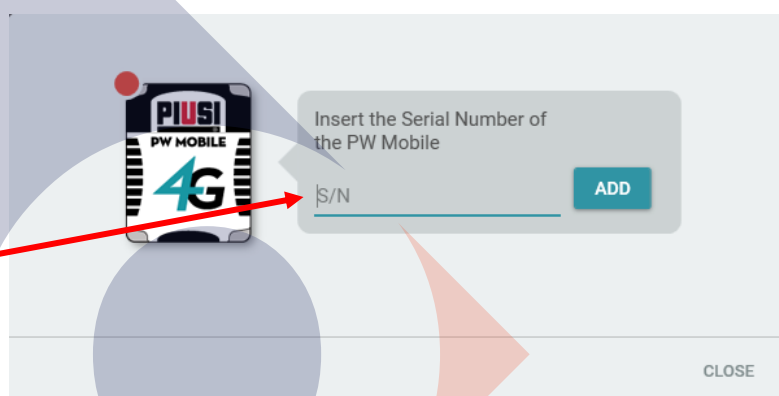 PIUSI
PW MOBILE
4G
Insert the Serial Number of
the PW Mobile
S/N
ADD
CLOSE